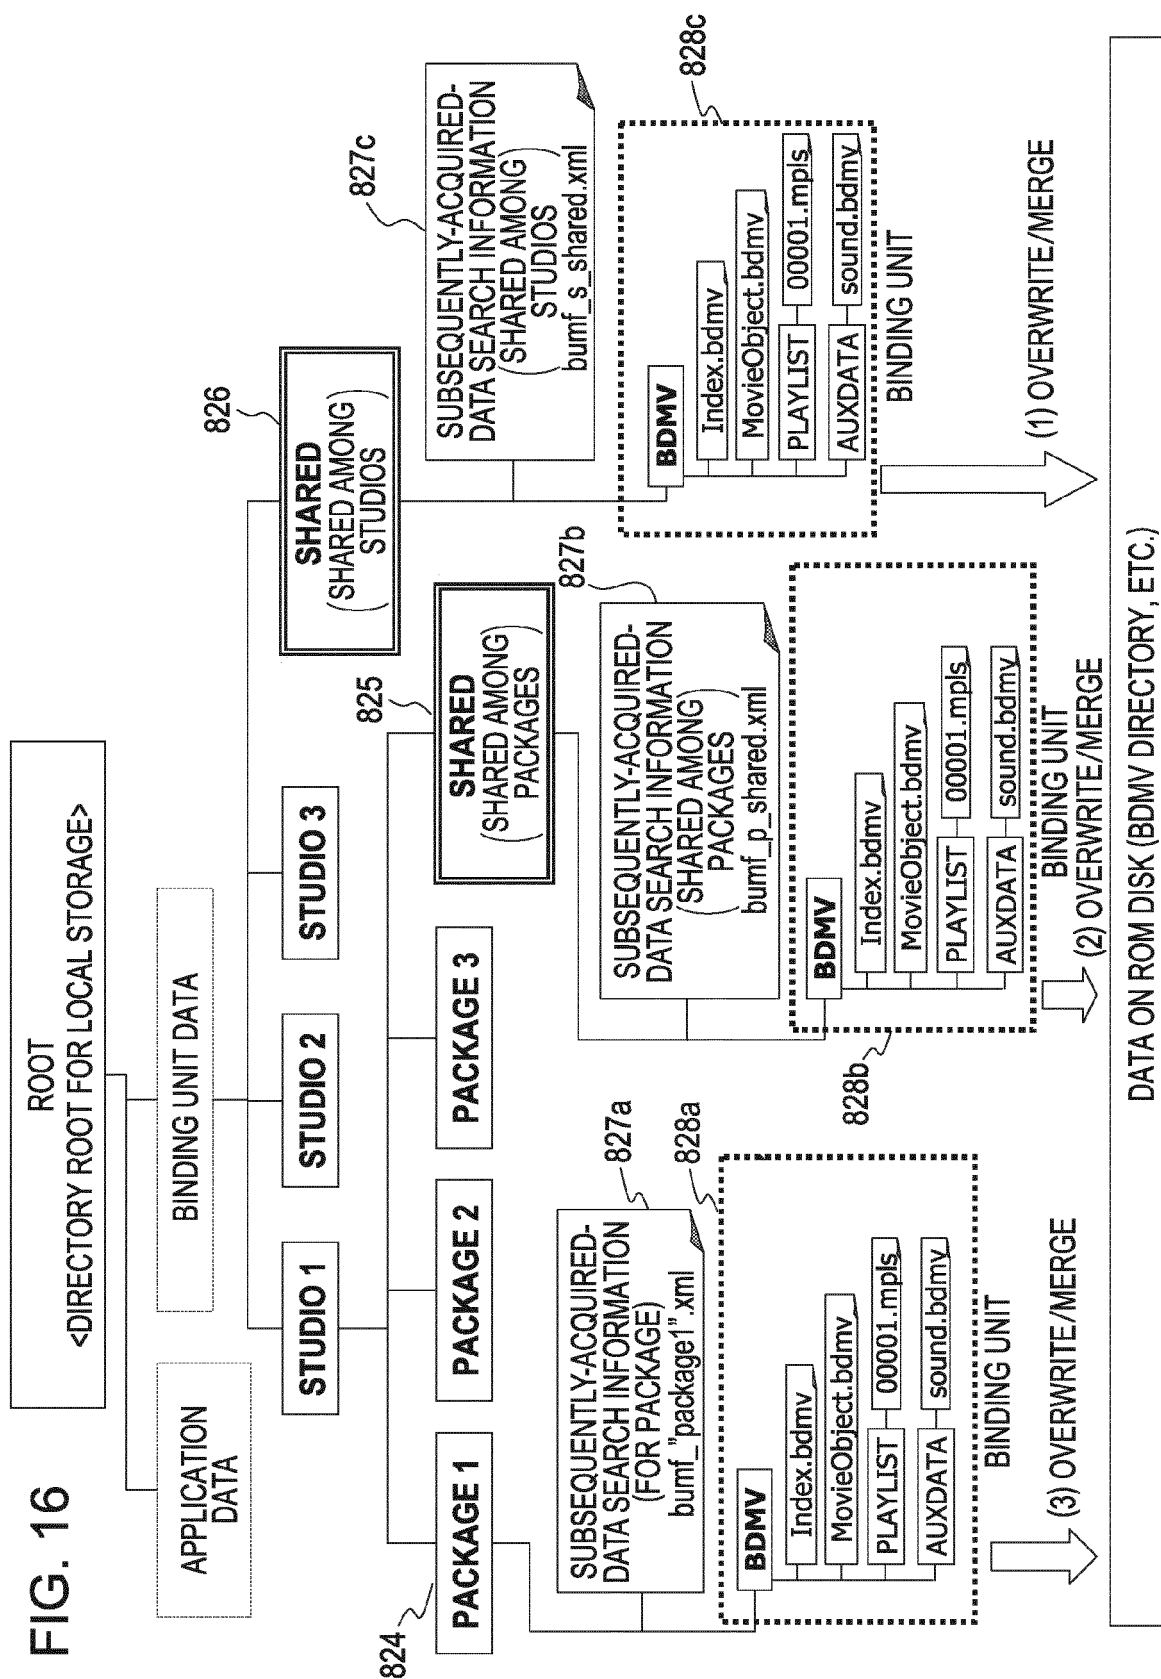 FIG. 16
ROOT
<DIRECTORY ROOT FOR LOCAL STORAGE>
APPLICATION
DATA
BINDING UNIT DATA
STUDIO 1
STUDIO 2
STUDIO 3
826
SHARED
(SHARED AMONG
STUDIOS)
824
PACKAGE 1
PACKAGE 2
PACKAGE 3
825
SHARED
(SHARED AMONG
PACKAGES)
827c
SUBSEQUENTLY-ACQUIRED-
DATA SEARCH INFORMATION
(SHARED AMONG
STUDIOS)
bumf_s_shared.xml
827a
SUBSEQUENTLY-ACQUIRED-
DATA SEARCH INFORMATION
(FOR PACKAGE)
bumf_"package1".xml
827b
SUBSEQUENTLY-ACQUIRED-
DATA SEARCH INFORMATION
(SHARED AMONG
PACKAGES)
bumf_p_shared.xml
828c
BDMV
Index.bdmv
MovieObject.bdmv
PLAYLIST
00001.mpls
AUXDATA
sound.bdmv
BINDING UNIT
(1) OVERWRITE/MERGE
828a
BDMV
Index.bdmv
MovieObject.bdmv
PLAYLIST
00001.mpls
AUXDATA
sound.bdmv
BINDING UNIT
(3) OVERWRITE/MERGE
828b
BDMV
Index.bdmv
MovieObject.bdmv
PLAYLIST
00001.mpls
AUXDATA
sound.bdmv
BINDING UNIT
(2) OVERWRITE/MERGE
DATA ON ROM DISK (BDMV DIRECTORY, ETC.)